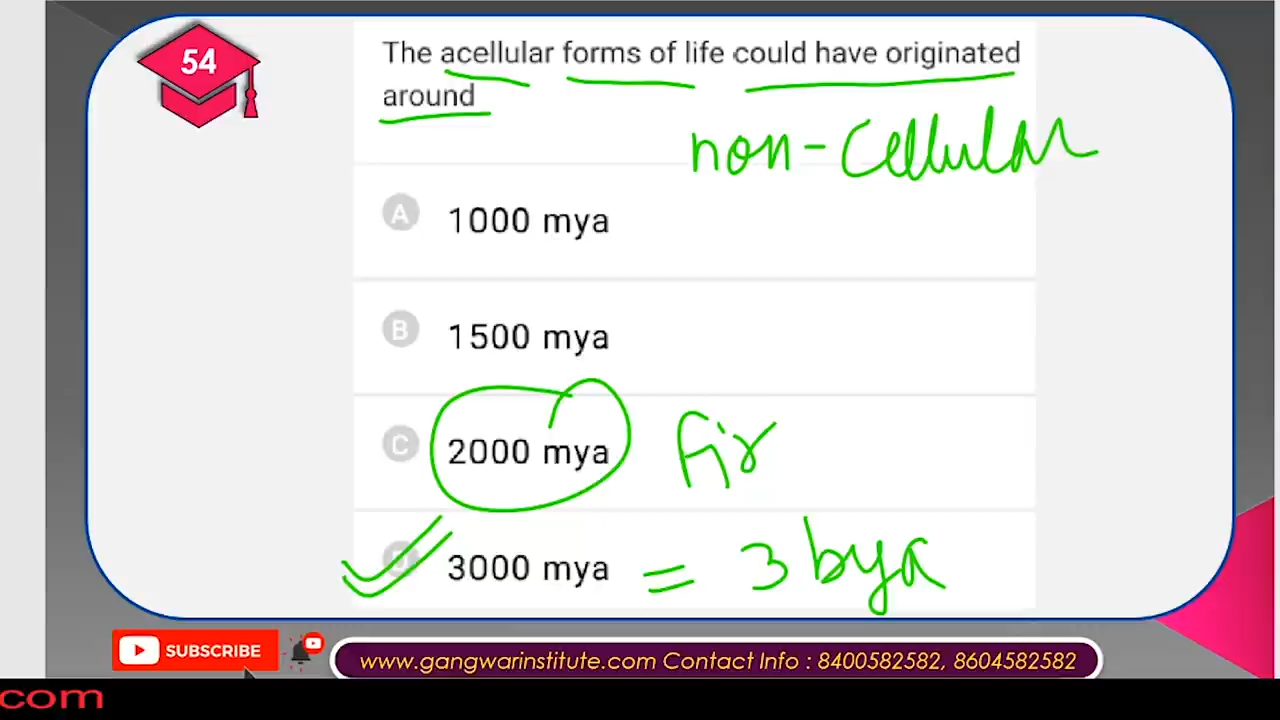 54
The acellular forms of life could have originated
around
non-cellular
A 1000 mya
B 1500 mya
C 2000 mya fir
D 3000 mya = 3 bya
SUBSCRIBE
www.gangwarinstitute.com Contact Info : 8400582582, 8604582582
com